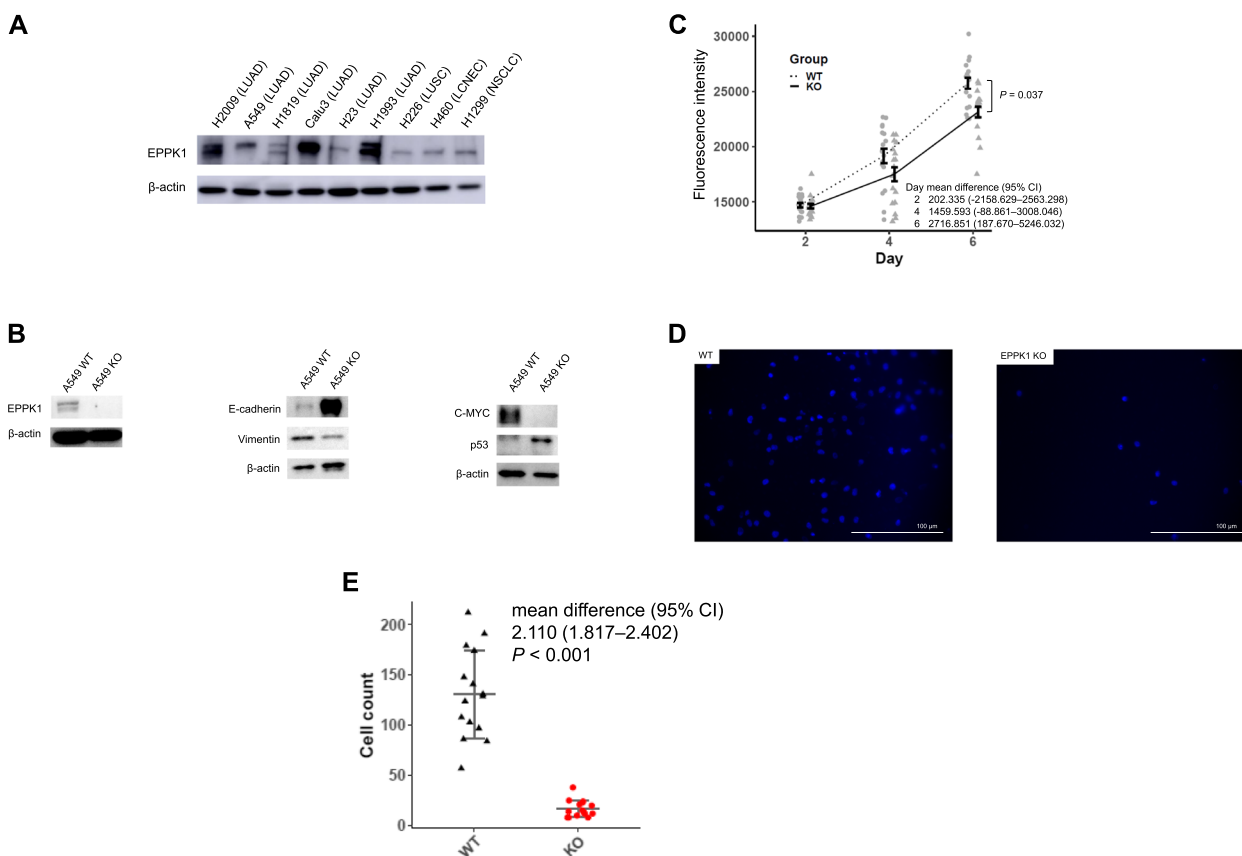 A
H2009 (LUAD)
A549 (LUAD)
H1819 (LUAD)
Calu3 (LUAD)
H23 (LUAD)
H1993 (LUAD)
H226 (LUSC)
H460 (LCNEC)
H1299 (NSCLC)
EPPK1
β-actin
B
A549 WT
A549 KO
EPPK1
β-actin
A549 WT
A549 KO
E-cadherin
Vimentin
β-actin
A549 WT
A549 KO
C-MYC
p53
β-actin
C
Fluorescence intensity
30000
25000
20000
15000
Group
WT
KO
P = 0.037
Day mean difference (95% CI)
2 202.335 (-2158.629–2563.298)
4 1459.593 (-88.861–3008.046)
6 2716.851 (187.670–5246.032)
2 4 6
Day
D
WT
100 μm
EPPK1 KO
100 μm
E
Cell count
200
150
100
50
0
mean difference (95% CI)
2.110 (1.817–2.402)
P < 0.001
WT
KO